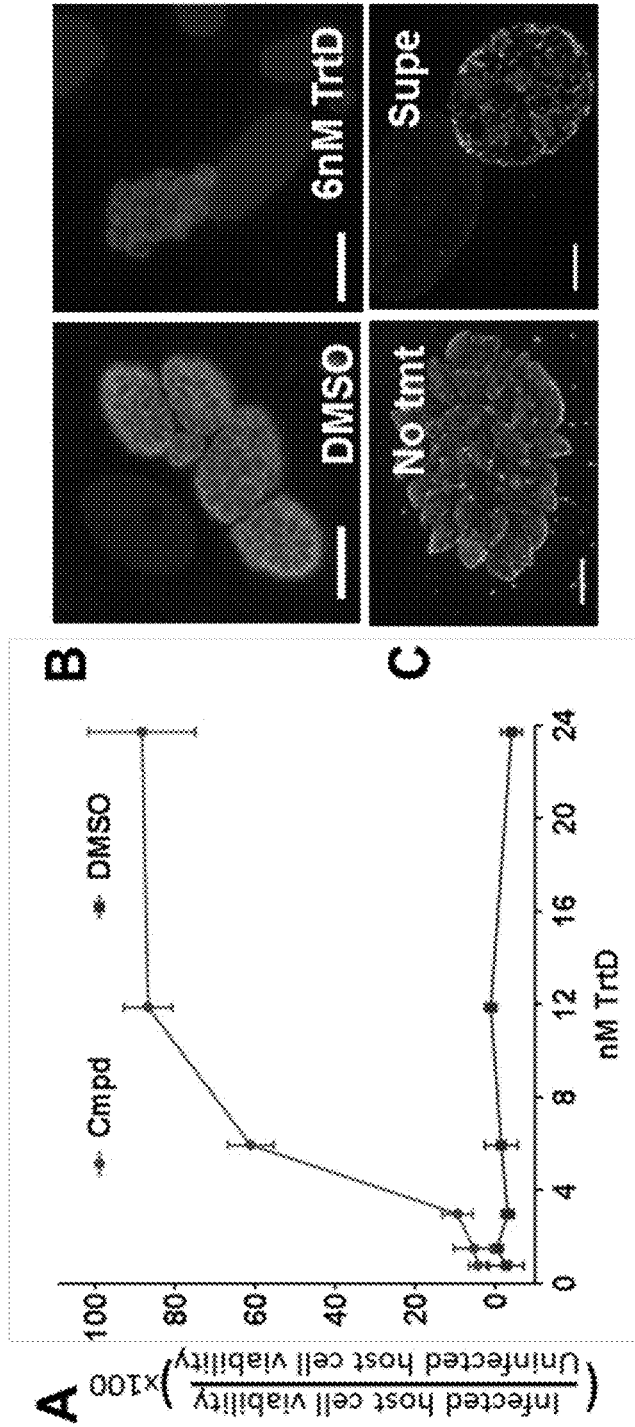 A
(Infected host cell viability
Uninfected host cell viability) x100
100
80
60
40
20
0
Cmpd
DMSO
0
4
8
12
16
20
24
nM TrtD
B
DMSO
6nM TrtD
C
No tmt
Supe